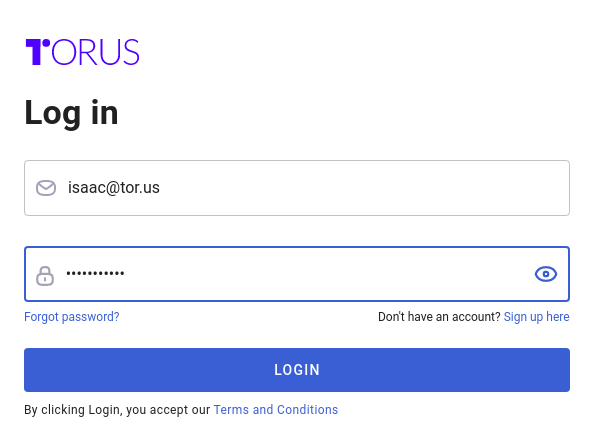 TORUS
Log in
isaac@tor.us
•••••••••••
Forgot password?
Don't have an account? Sign up here
LOGIN
By clicking Login, you accept our Terms and Conditions